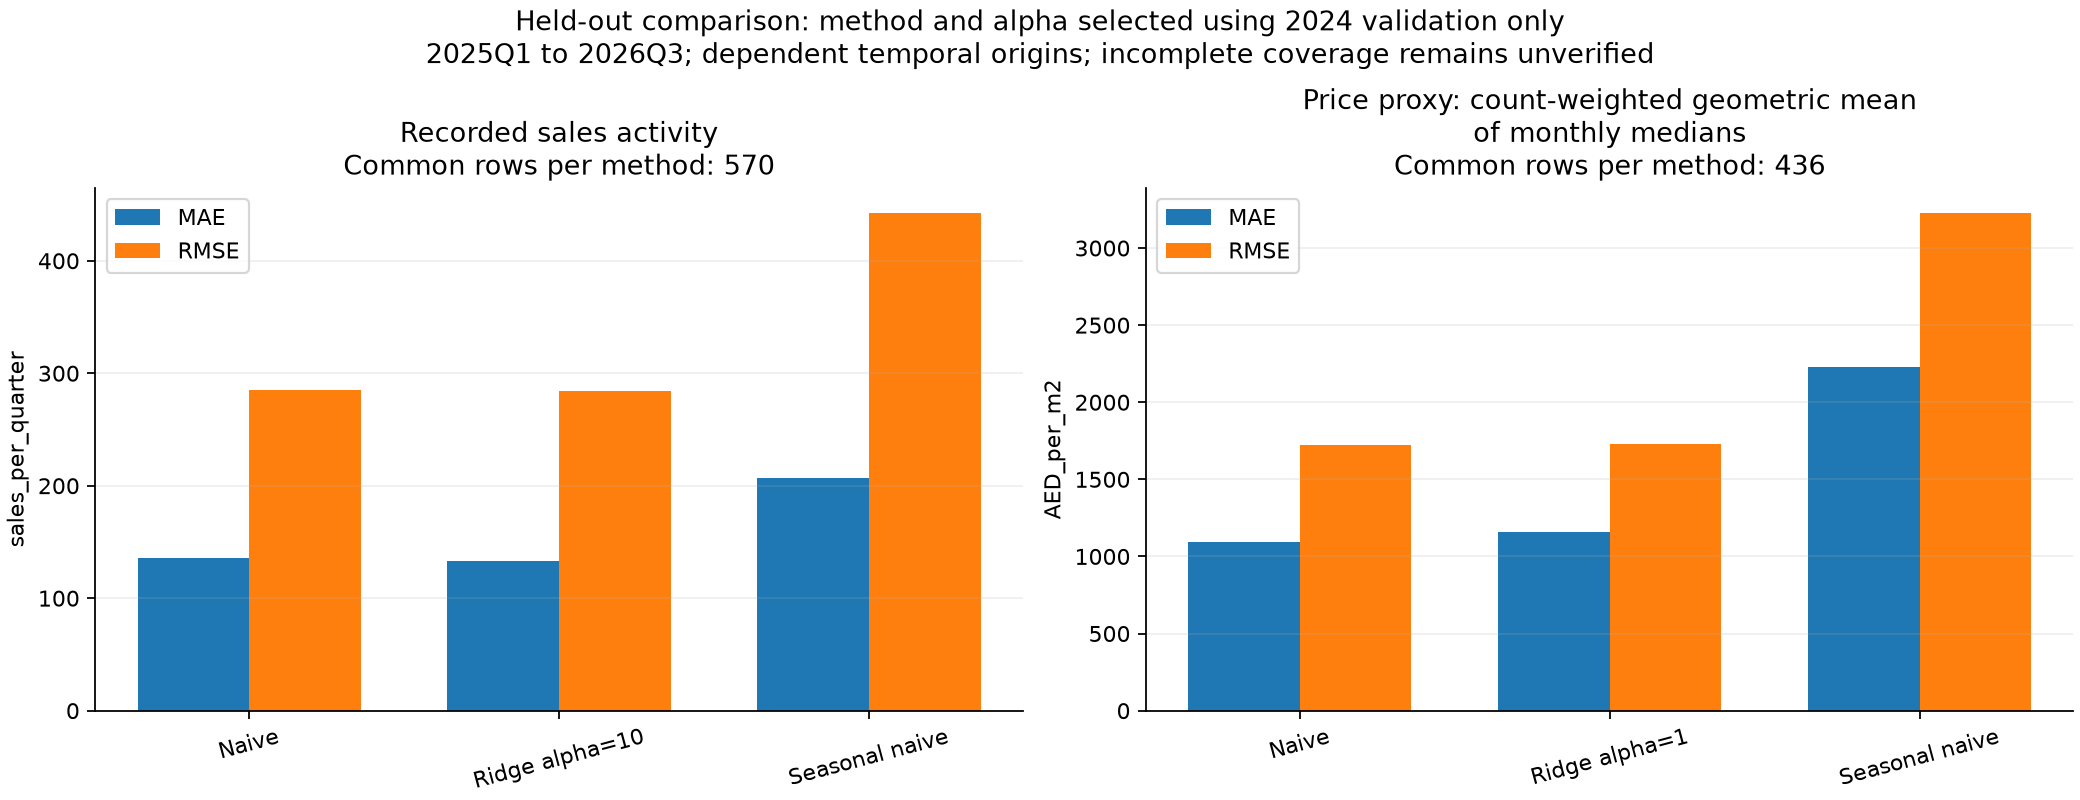 Held-out comparison: method and alpha selected using 2024 validation only
2025Q1 to 2026Q3; dependent temporal origins; incomplete coverage remains unverified
Recorded sales activity
Common rows per method: 570
MAE
RMSE
sales_per_quarter
400
300
200
100
0
Naive
Ridge alpha=10
Seasonal naive
Price proxy: count-weighted geometric mean
of monthly medians
Common rows per method: 436
MAE
RMSE
AED_per_m2
3000
2500
2000
1500
1000
500
0
Naive
Ridge alpha=1
Seasonal naive